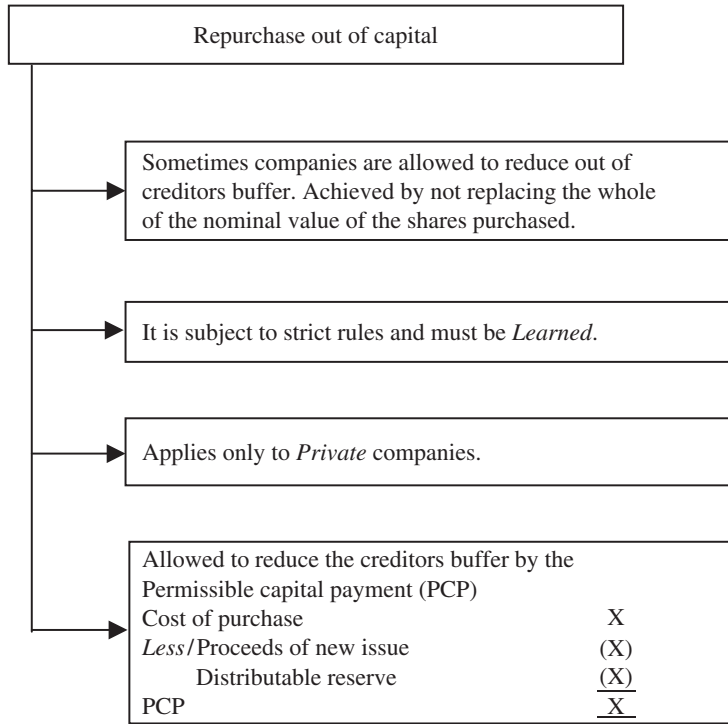 Repurchase out of capital
Sometimes companies are allowed to reduce out of
creditors buffer. Achieved by not replacing the whole
of the nominal value of the shares purchased.
It is subject to strict rules and must be Learned.
Applies only to Private companies.
Allowed to reduce the creditors buffer by the
Permissible capital payment (PCP)
Cost of purchase X
Less/Proceeds of new issue (X)
Distributable reserve (X)
PCP X